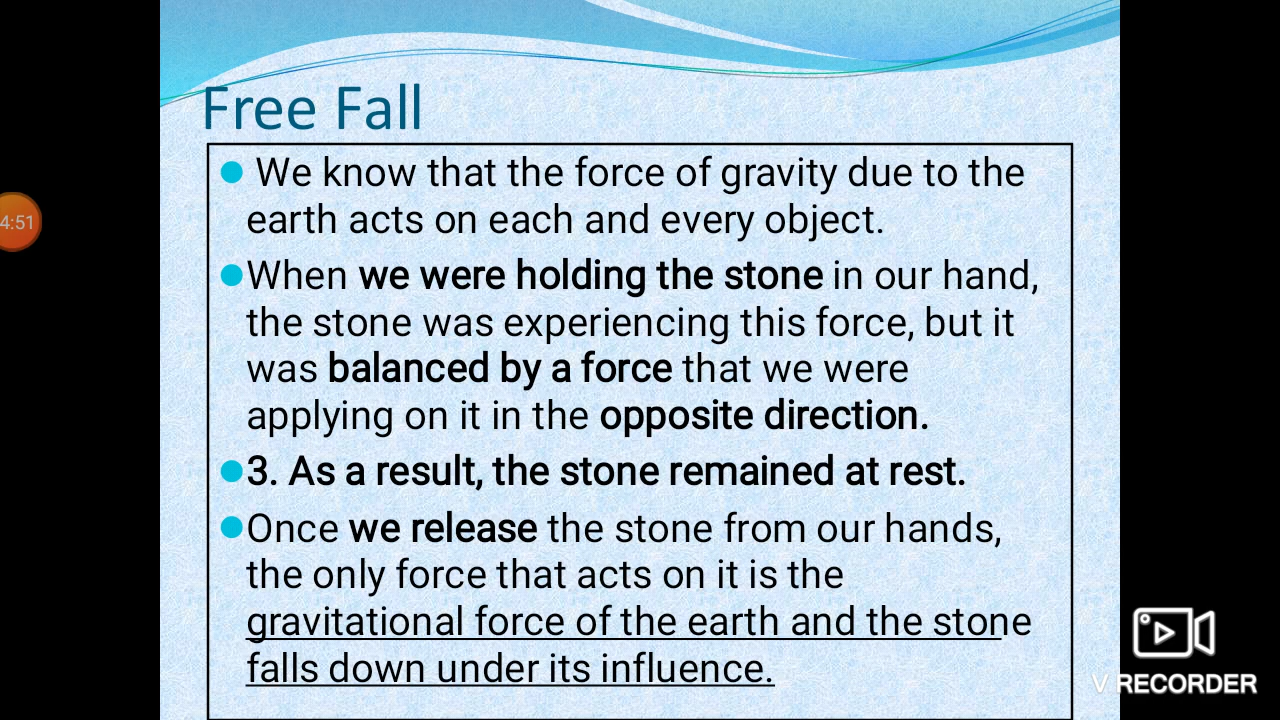 Free Fall
We know that the force of gravity due to the
earth acts on each and every object.
When we were holding the stone in our hand,
the stone was experiencing this force, but it
was balanced by a force that we were
applying on it in the opposite direction.
3. As a result, the stone remained at rest.
Once we release the stone from our hands,
the only force that acts on it is the
gravitational force of the earth and the stone
falls down under its influence.
4:51
V RECORDER